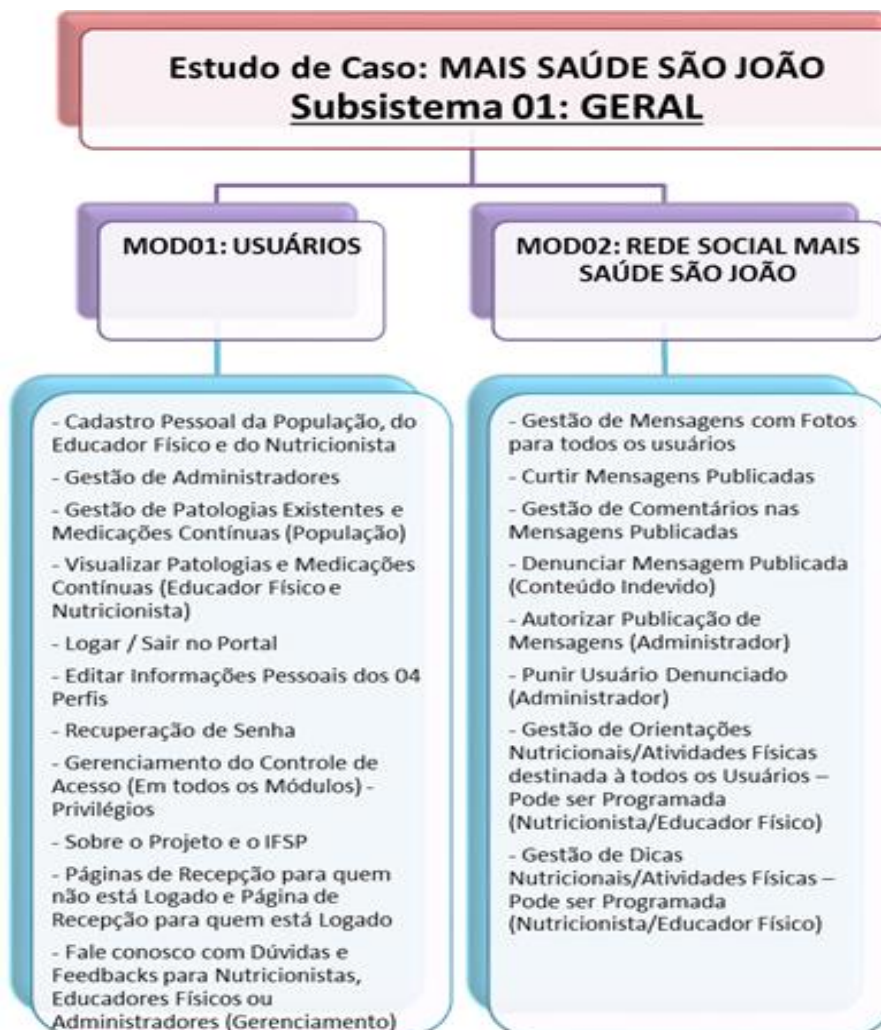 Estudo de Caso: MAIS SAÚDE SÃO JOÃO
Subsistema 01: GERAL
MOD01: USUÁRIOS
- Cadastro Pessoal da População, do
Educador Físico e do Nutricionista
- Gestão de Administradores
- Gestão de Patologias Existentes e
Medicações Contínuas (População)
- Visualizar Patologias e Medicações
Contínuas (Educador Físico e
Nutricionista)
- Logar / Sair no Portal
- Editar Informações Pessoais dos 04
Perfis
- Recuperação de Senha
- Gerenciamento do Controle de
Acesso (Em todos os Módulos) -
Privilégios
- Sobre o Projeto e o IFSP
- Páginas de Recepção para quem
não está Logado e Página de
Recepção para quem está Logado
- Fale conosco com Dúvidas e
Feedbacks para Nutricionistas,
Educadores Físicos ou
Administradores (Gerenciamento)
MOD02: REDE SOCIAL MAIS
SAÚDE SÃO JOÃO
- Gestão de Mensagens com Fotos
para todos os usuários
- Curtir Mensagens Publicadas
- Gestão de Comentários nas
Mensagens Publicadas
- Denunciar Mensagem Publicada
(Conteúdo Indevido)
- Autorizar Publicação de
Mensagens (Administrador)
- Punir Usuário Denunciado
(Administrador)
- Gestão de Orientações
Nutricionais/Atividades Físicas
destinada à todos os Usuários –
Pode ser Programada
(Nutricionista/Educador Físico)
- Gestão de Dicas
Nutricionais/Atividades Físicas –
Pode ser Programada
(Nutricionista/Educador Físico)